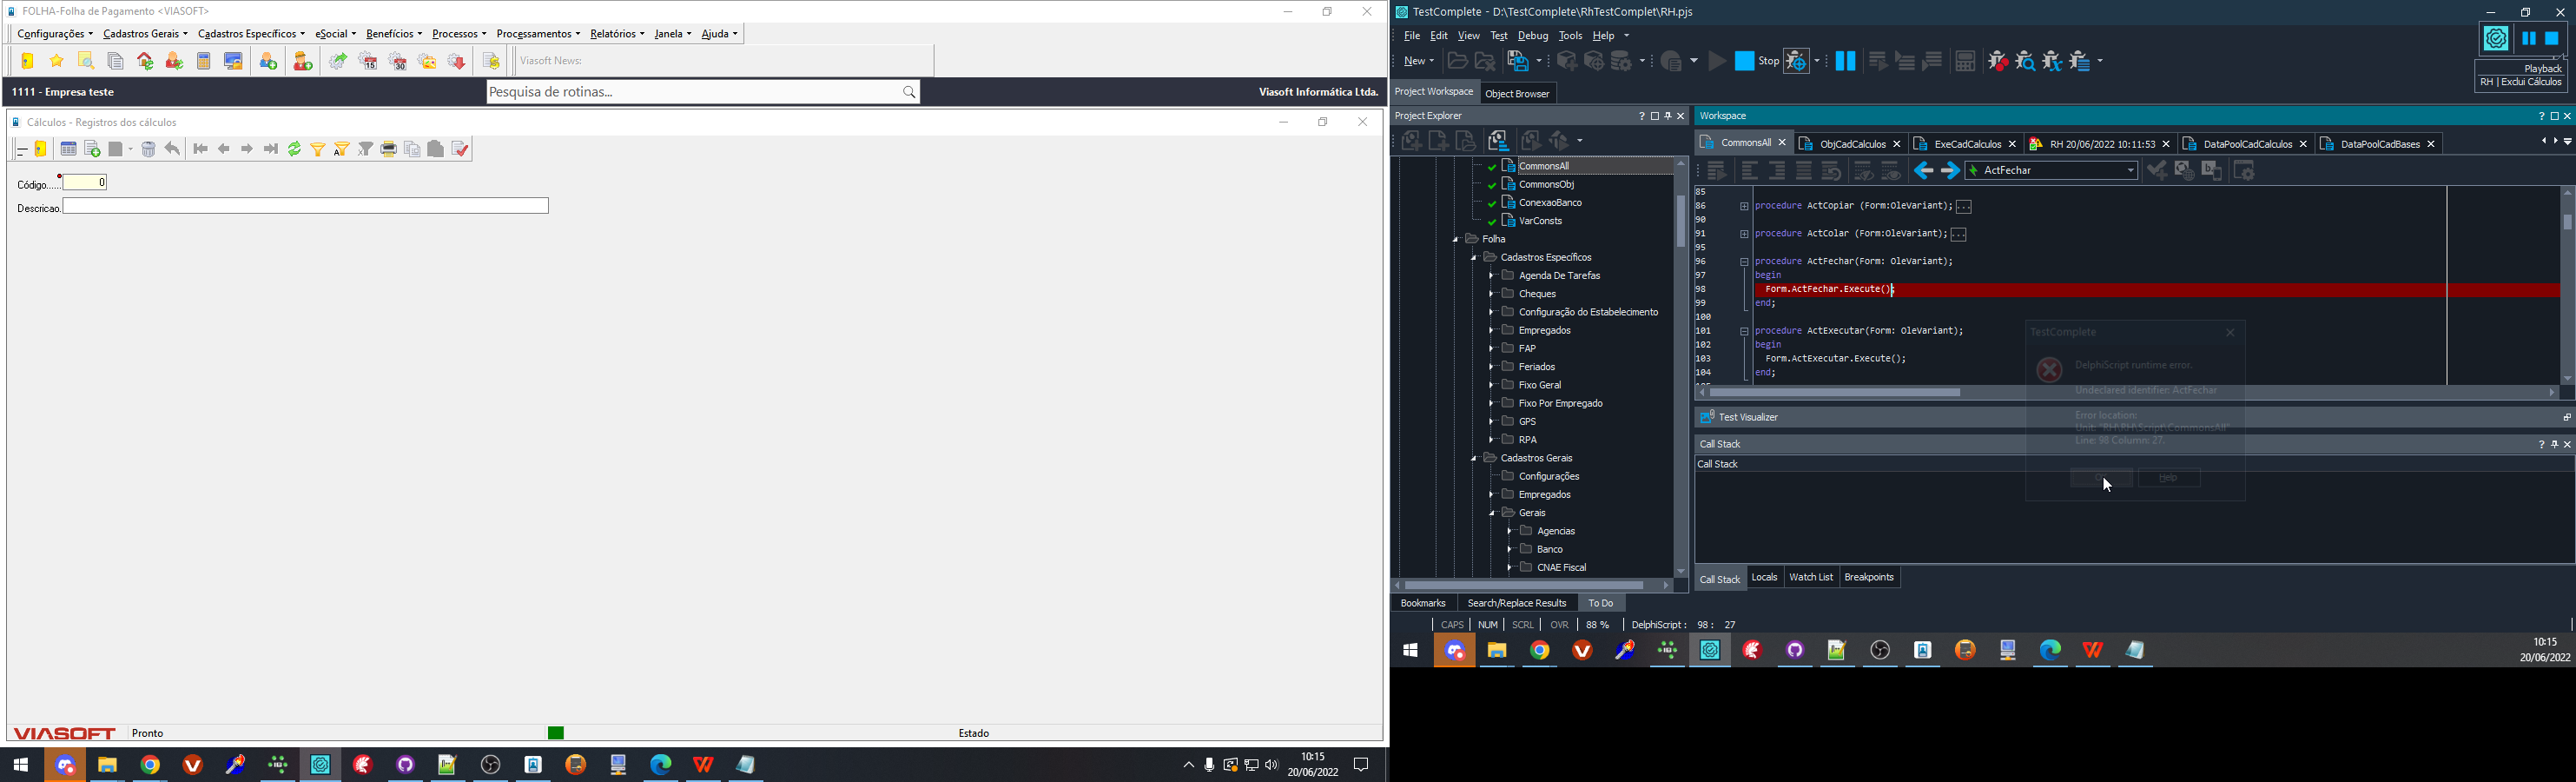 FOLHA-Folha de Pagamento <VIASOFT>
Configurações Cadastros Gerais Cadastros Específicos eSocial Benefícios Processos Processamentos Relatórios Janela Ajuda
15 30 Viasoft News:
1111 - Empresa teste Pesquisa de rotinas... Viasoft Informática Ltda.
Cálculos - Registros dos cálculos
Código...... 0
Descricao.
VIASOFT Pronto Estado
10:15
20/06/2022
TestComplete - D:\TestComplete\RhTestComplet\RH.pjs
File Edit View Test Debug Tools Help
New Stop
Playback
RH | Exclui Cálculos
Project Workspace Object Browser
Project Explorer
CommonsAll
CommonsObj
ConexaoBanco
VarConsts
Folha
Cadastros Específicos
Agenda De Tarefas
Cheques
Configuração do Estabelecimento
Empregados
FAP
Feriados
Fixo Geral
Fixo Por Empregado
GPS
RPA
Cadastros Gerais
Configurações
Empregados
Gerais
Agencias
Banco
CNAE Fiscal
Bookmarks Search/Replace Results To Do
Workspace
CommonsAll ObjCadCalculos ExeCadCalculos RH 20/06/2022 10:11:53 DataPoolCadCalculos DataPoolCadBases
ActFechar
85
86 procedure ActCopiar (Form:OleVariant); ...
90
91 procedure ActColar (Form:OleVariant); ...
95
96 procedure ActFechar(Form: OleVariant);
97 begin
98 Form.ActFechar.Execute();
99 end;
100
101 procedure ActExecutar(Form: OleVariant);
102 begin
103 Form.ActExecutar.Execute();
104 end;
TestComplete
DelphiScript runtime error.
Undeclared identifier: ActFechar
Error location:
Unit: "RH\RH\Script\CommonsAll"
Line: 98 Column: 27.
OK Help
Test Visualizer
Call Stack
Call Stack
Call Stack Locals Watch List Breakpoints
CAPS NUM SCRL OVR 88 % DelphiScript : 98 : 27
10:15
20/06/2022